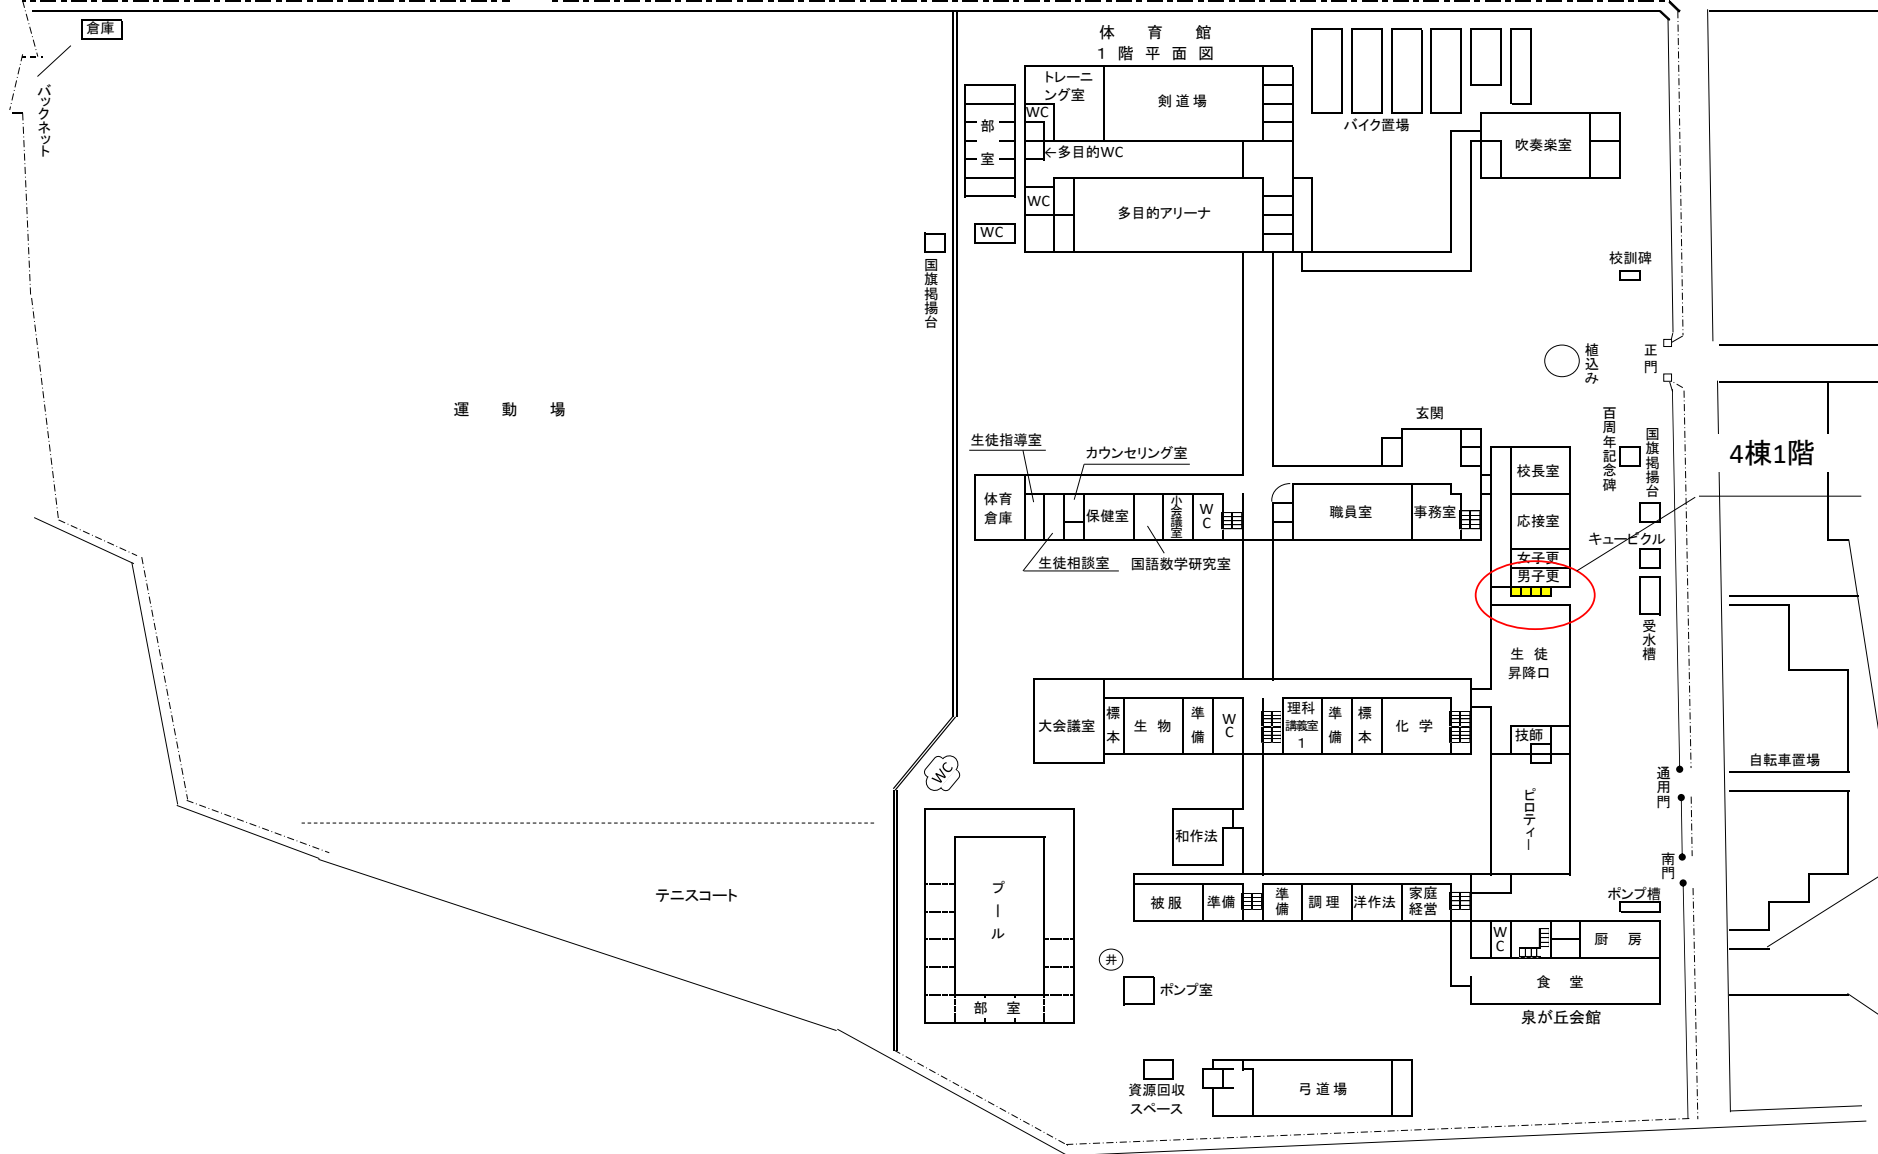 倉庫
バックネット
体 育 館
1 階 平 面 図
トレーニ
ング室
剣 道 場
WC
部
室
←多目的WC
WC
多目的アリーナ
WC
バイク置場
吹奏楽室
国旗掲揚台
校訓碑
植込み
正門
運 動 場
玄関
百周年記念碑
国旗掲揚台
4棟1階
生徒指導室
カウンセリング室
体育
倉庫
保健室
小会議室
WC
職員室
事務室
校長室
応接室
女子更
男子更
キュービクル
生徒相談室
国語数学研究室
受水槽
生 徒
昇降口
大会議室
標本
生 物
準備
WC
理科
講義室
1
準備
標本
化 学
技師
WC
自転車置場
通用門
ピロティー
和作法
南門
プール
テニスコート
被 服
準備
準備
調 理
洋作法
家庭
経営
ポンプ槽
WC
厨 房
井
ポンプ室
食 堂
部 室
泉が丘会館
資源回収
スペース
弓 道 場